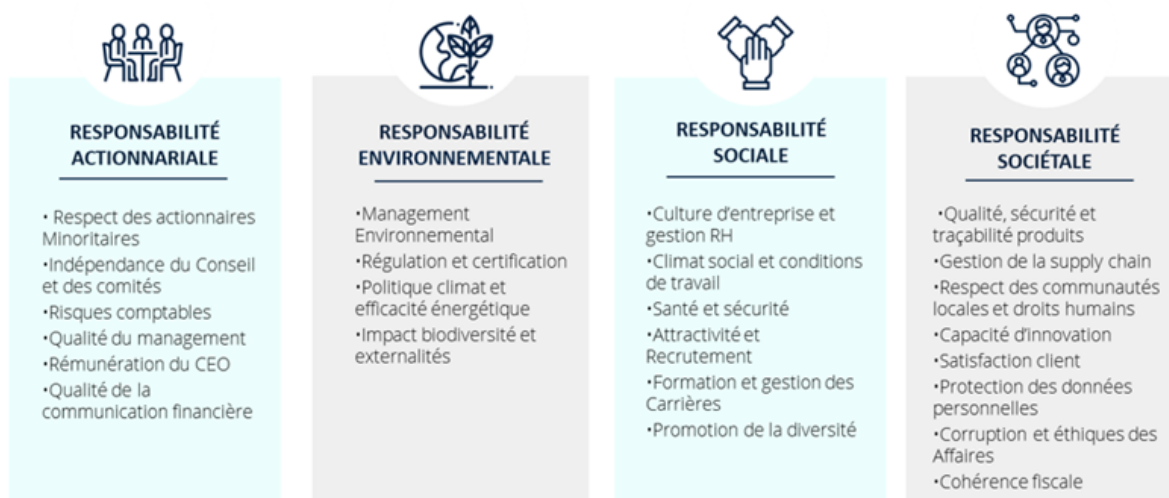 RESPONSABILITÉ
ACTIONNARIALE
• Respect des actionnaires
Minoritaires
•Indépendance du Conseil
et des comités
•Risques comptables
•Qualité du management
•Rémunération du CEO
•Qualité de la
communication financière
RESPONSABILITÉ
ENVIRONNEMENTALE
•Management
Environnemental
•Régulation et certification
•Politique climat et
efficacité énergétique
•Impact biodiversité et
externalités
RESPONSABILITÉ
SOCIALE
•Culture d'entreprise et
gestion RH
•Climat social et conditions
de travail
•Santé et sécurité
•Attractivité et
Recrutement
•Formation et gestion des
Carrières
•Promotion de la diversité
RESPONSABILITÉ
SOCIÉTALE
•Qualité, sécurité et
traçabilité produits
•Gestion de la supply chain
•Respect des communautés
locales et droits humains
•Capacité d'innovation
•Satisfaction client
•Protection des données
personnelles
•Corruption et éthiques des
Affaires
•Cohérence fiscale